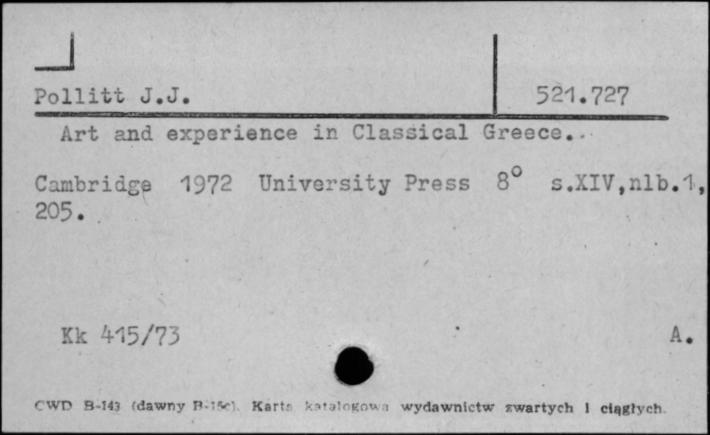 Pollitt J.J.
521.727
Art and experience in Classical Greece.
Cambridge 1972 University Press 8° s.XIV,nlb.1,
205.
Kk 415/73
A.
CWD B-143 (dawny B-15c). Karta katalogowa wydawnictw zwartych i ciągłych.